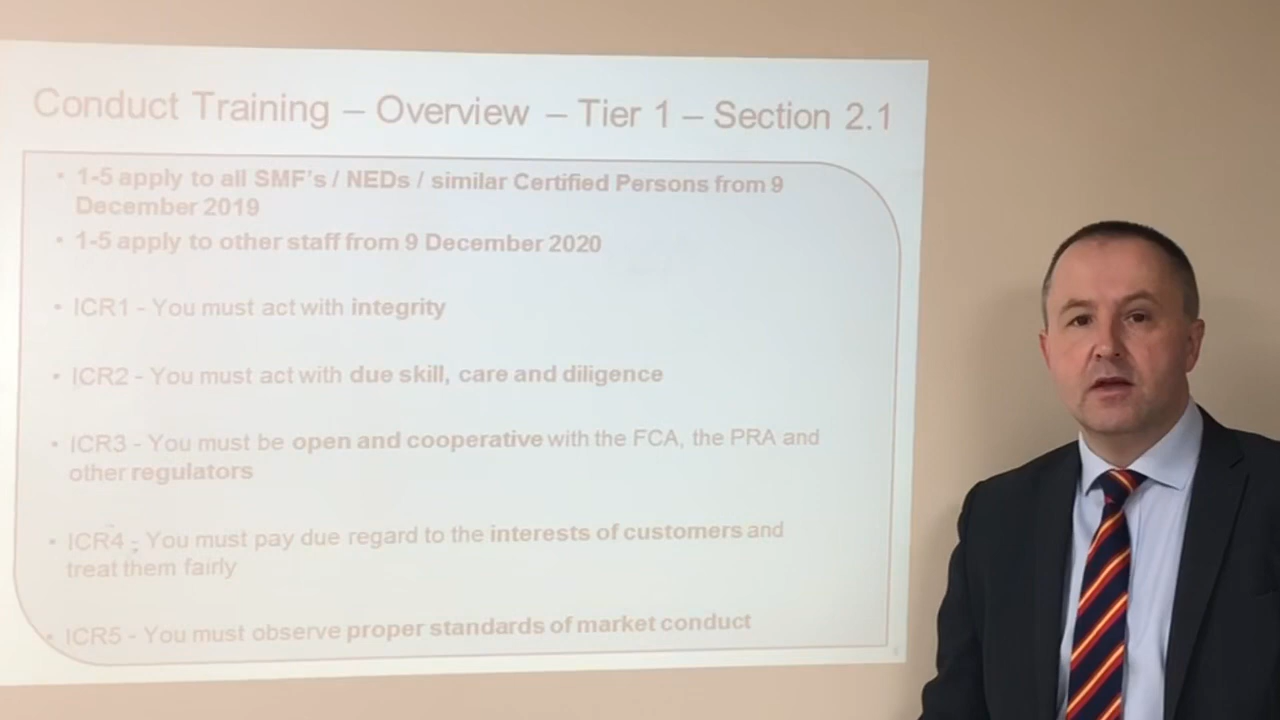 Conduct Training – Overview – Tier 1 – Section 2.1
• 1-5 apply to all SMF's / NEDs / similar Certified Persons from 9
December 2019
• 1-5 apply to other staff from 9 December 2020
• ICR1 - You must act with integrity
• ICR2 - You must act with due skill, care and diligence
• ICR3 - You must be open and cooperative with the FCA, the PRA and
other regulators
• ICR4 - You must pay due regard to the interests of customers and
treat them fairly
• ICR5 - You must observe proper standards of market conduct